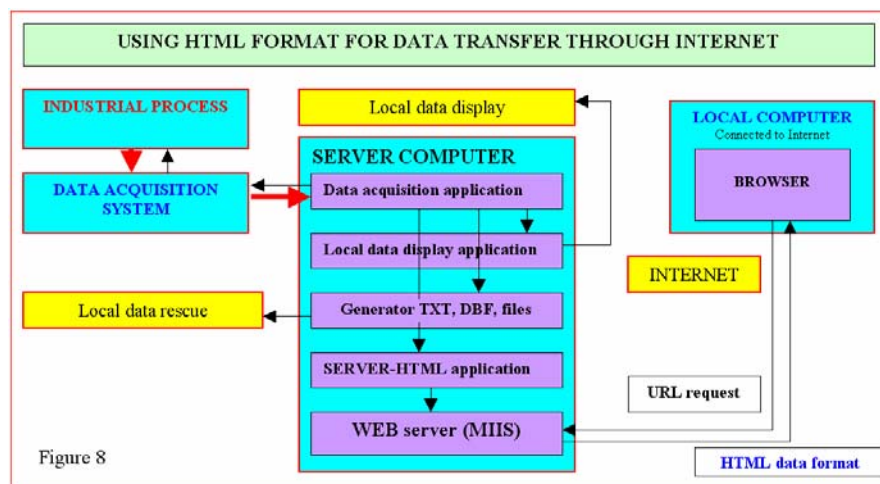 USING HTML FORMAT FOR DATA TRANSFER THROUGH INTERNET
INDUSTRIAL PROCESS
Local data display
LOCAL COMPUTER
Connected to Internet
BROWSER
SERVER COMPUTER
DATA ACQUISITION
SYSTEM
Data acquisition application
Local data display application
INTERNET
Local data rescue
Generator TXT, DBF, files
SERVER-HTML application
URL request
WEB server (MIIS)
Figure 8
HTML data format